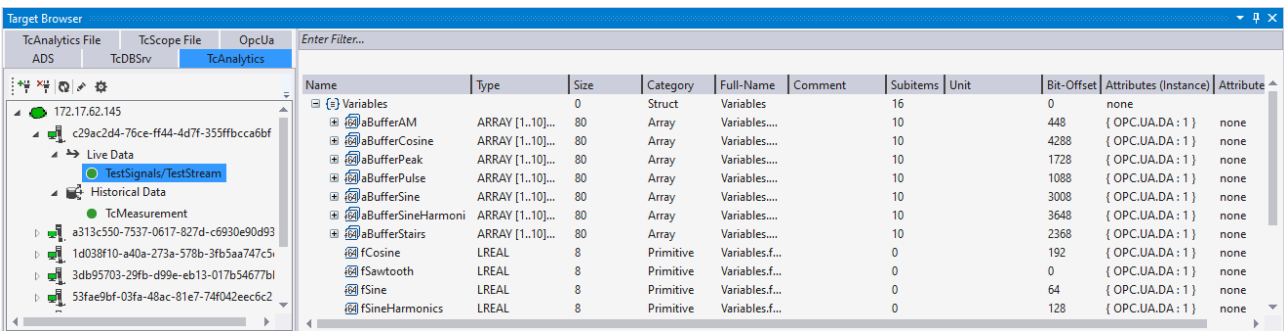 Target Browser
TcAnalytics File TcScope File OpcUa
ADS TcDBSrv TcAnalytics
172.17.62.145
c29ac2d4-76ce-ff44-4d7f-355ffbcca6bf
Live Data
TestSignals/TestStream
Historical Data
TcMeasurement
a313c550-7537-0617-827d-c6930e90d93
1d038f10-a40a-273a-578b-3fb5aa747c5
3db95703-29fb-d99e-eb13-017b54677b
53fae9bf-03fa-48ac-81e7-74f042eec6c2
Enter Filter...
Name Type Size Category Full-Name Comment Subitems Unit Bit-Offset Attributes (Instance) Attribute
Variables 0 Struct Variables 16 0 none
aBufferAM ARRAY [1..10]... 80 Array Variables.... 10 448 { OPC.UA.DA : 1 } none
aBufferCosine ARRAY [1..10]... 80 Array Variables.... 10 4288 { OPC.UA.DA : 1 } none
aBufferPeak ARRAY [1..10]... 80 Array Variables.... 10 1728 { OPC.UA.DA : 1 } none
aBufferPulse ARRAY [1..10]... 80 Array Variables.... 10 1088 { OPC.UA.DA : 1 } none
aBufferSine ARRAY [1..10]... 80 Array Variables.... 10 3008 { OPC.UA.DA : 1 } none
aBufferSineHarmoni ARRAY [1..10]... 80 Array Variables.... 10 3648 { OPC.UA.DA : 1 } none
aBufferStairs ARRAY [1..10]... 80 Array Variables.... 10 2368 { OPC.UA.DA : 1 } none
fCosine LREAL 8 Primitive Variables.f... 0 192 { OPC.UA.DA : 1 } none
fSawtooth LREAL 8 Primitive Variables.f... 0 0 { OPC.UA.DA : 1 } none
fSine LREAL 8 Primitive Variables.f... 0 64 { OPC.UA.DA : 1 } none
fSineHarmonics LREAL 8 Primitive Variables.f... 0 128 { OPC.UA.DA : 1 } none